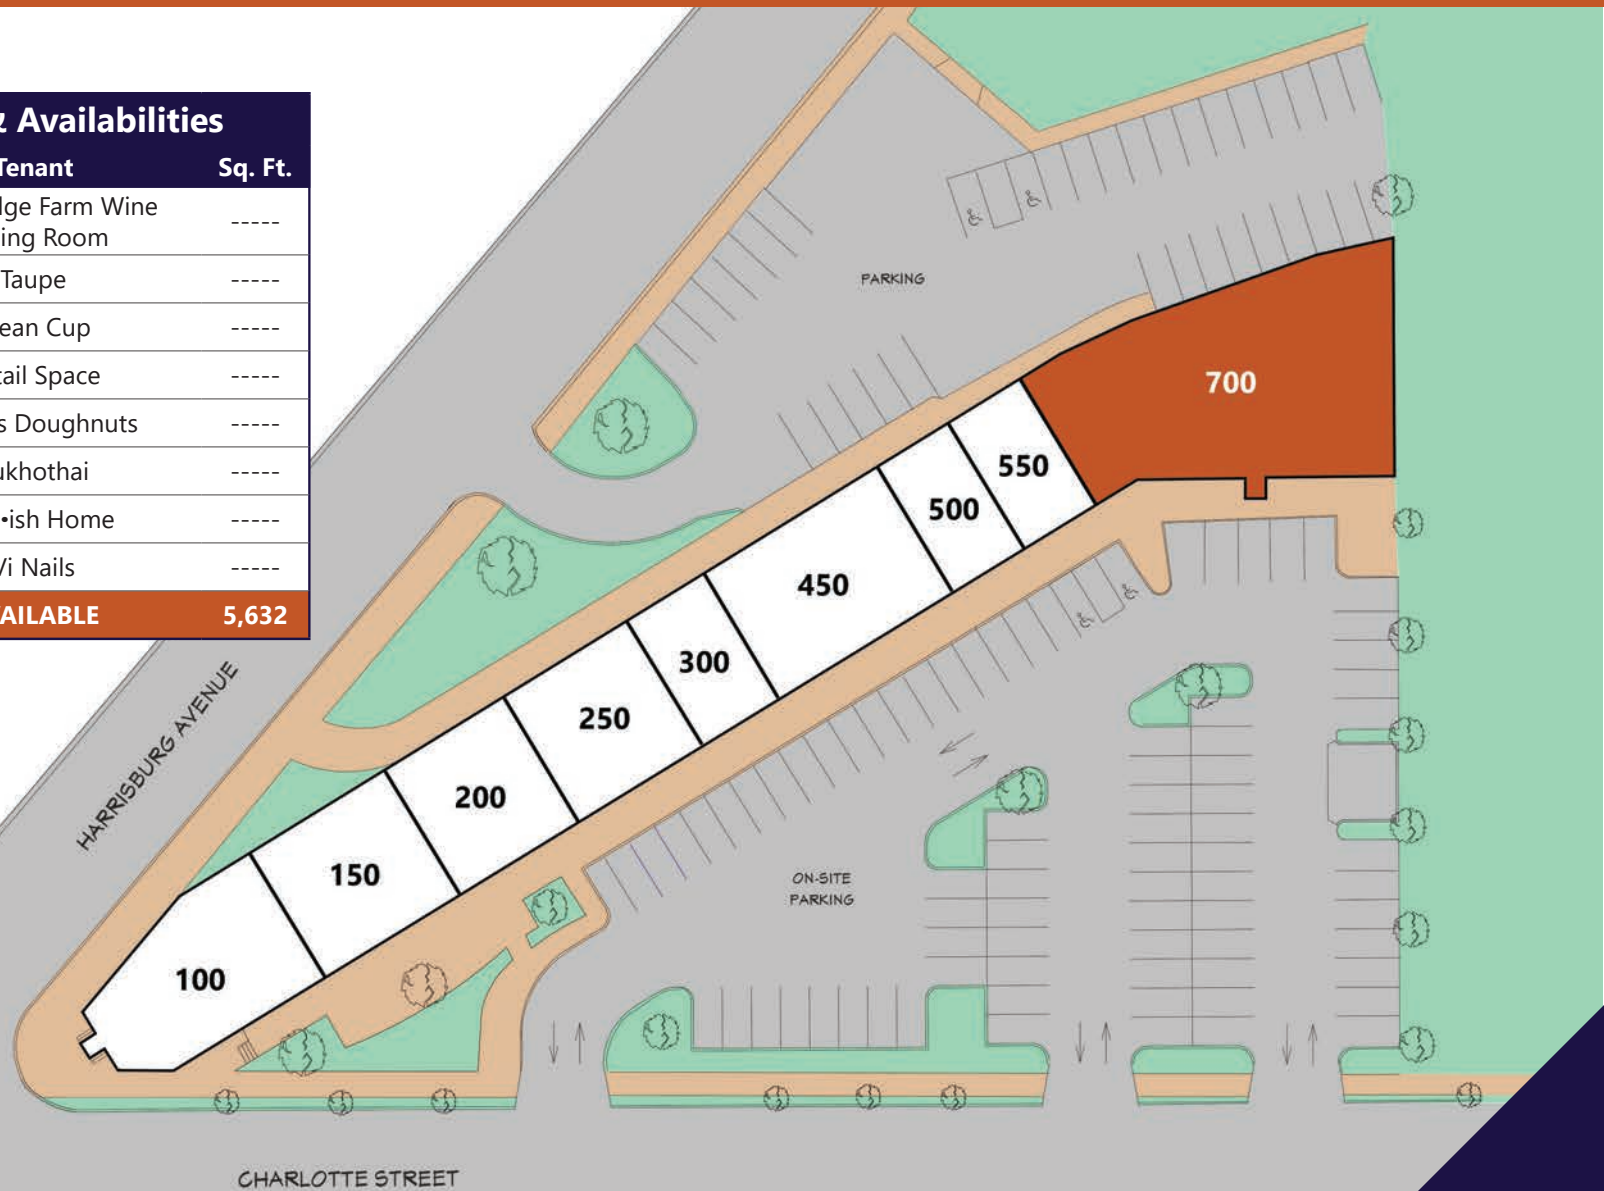 & Availabilities
Tenant Sq. Ft.
dge Farm Wine
ing Room -----
Taupe -----
ean Cup -----
tail Space -----
s Doughnuts -----
ukhothai -----
•ish Home -----
Vi Nails -----
AILABLE 5,632
PARKING
700
550
500
450
300
250
200
150
100
HARRISBURG AVENUE
ON-SITE
PARKING
CHARLOTTE STREET